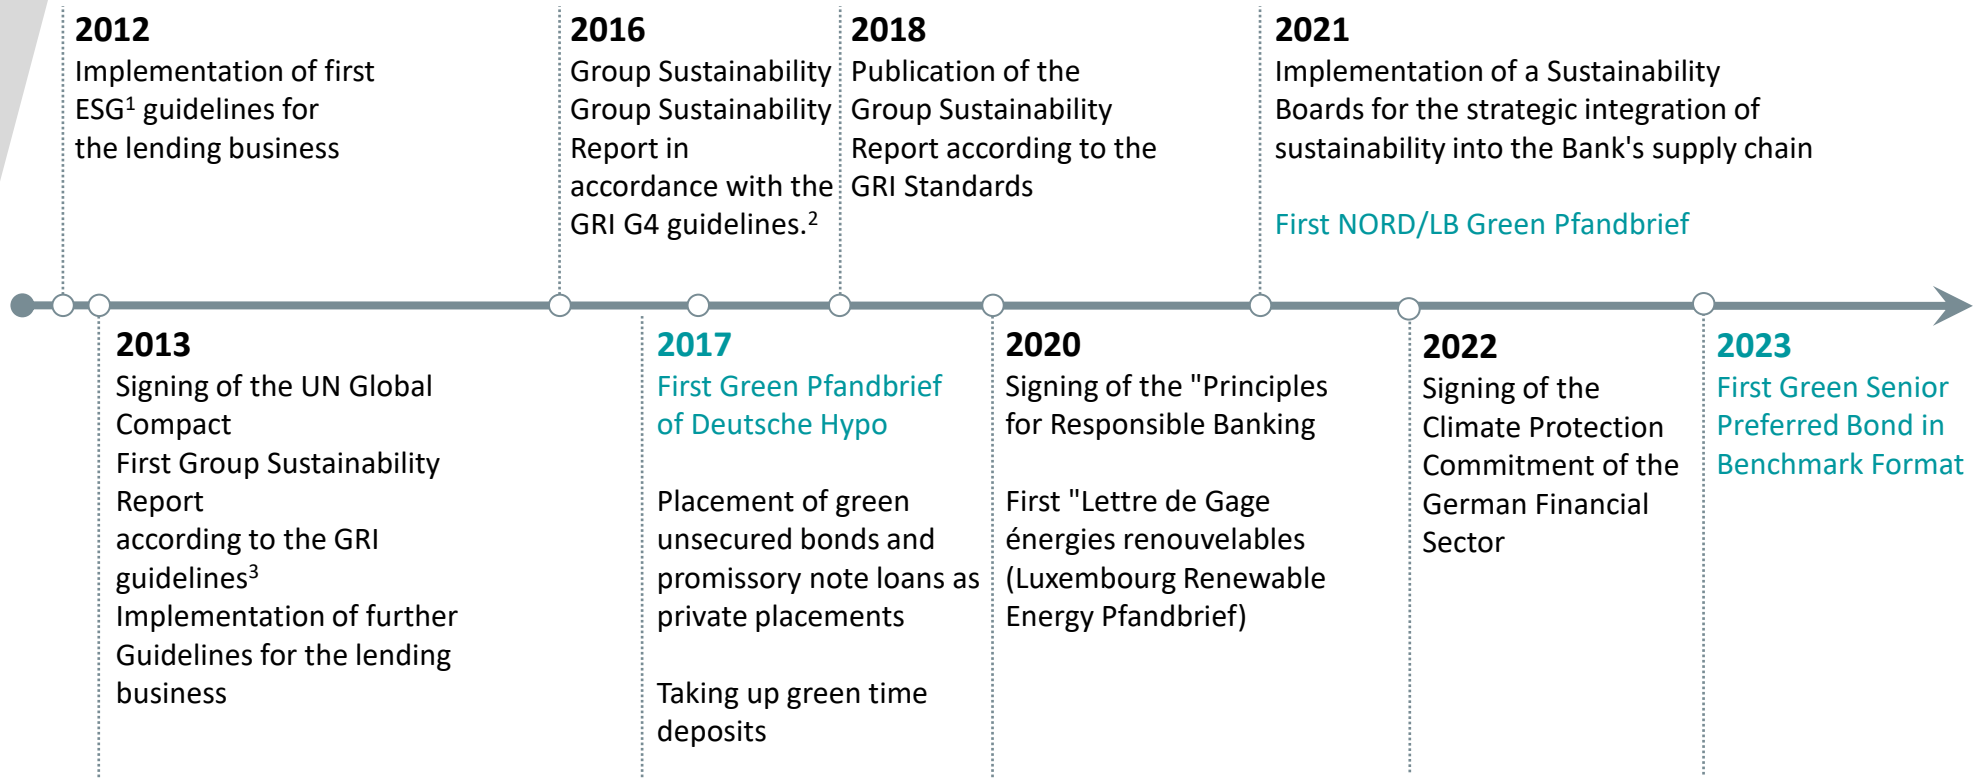 2012
Implementation of first
ESG¹ guidelines for
the lending business
2016
Group Sustainability
Group Sustainability
Report in
accordance with the
GRI G4 guidelines.²
2018
Publication of the
Group Sustainability
Report according to the
GRI Standards
2021
Implementation of a Sustainability
Boards for the strategic integration of
sustainability into the Bank's supply chain
First NORD/LB Green Pfandbrief
2013
Signing of the UN Global
Compact
First Group Sustainability
Report
according to the GRI
guidelines³
Implementation of further
Guidelines for the lending
business
2017
First Green Pfandbrief
of Deutsche Hypo
Placement of green
unsecured bonds and
promissory note loans as
private placements
Taking up green time
deposits
2020
Signing of the "Principles
for Responsible Banking
First "Lettre de Gage
énergies renouvelables
(Luxembourg Renewable
Energy Pfandbrief)
2022
Signing of the
Climate Protection
Commitment of the
German Financial
Sector
2023
First Green Senior
Preferred Bond in
Benchmark Format